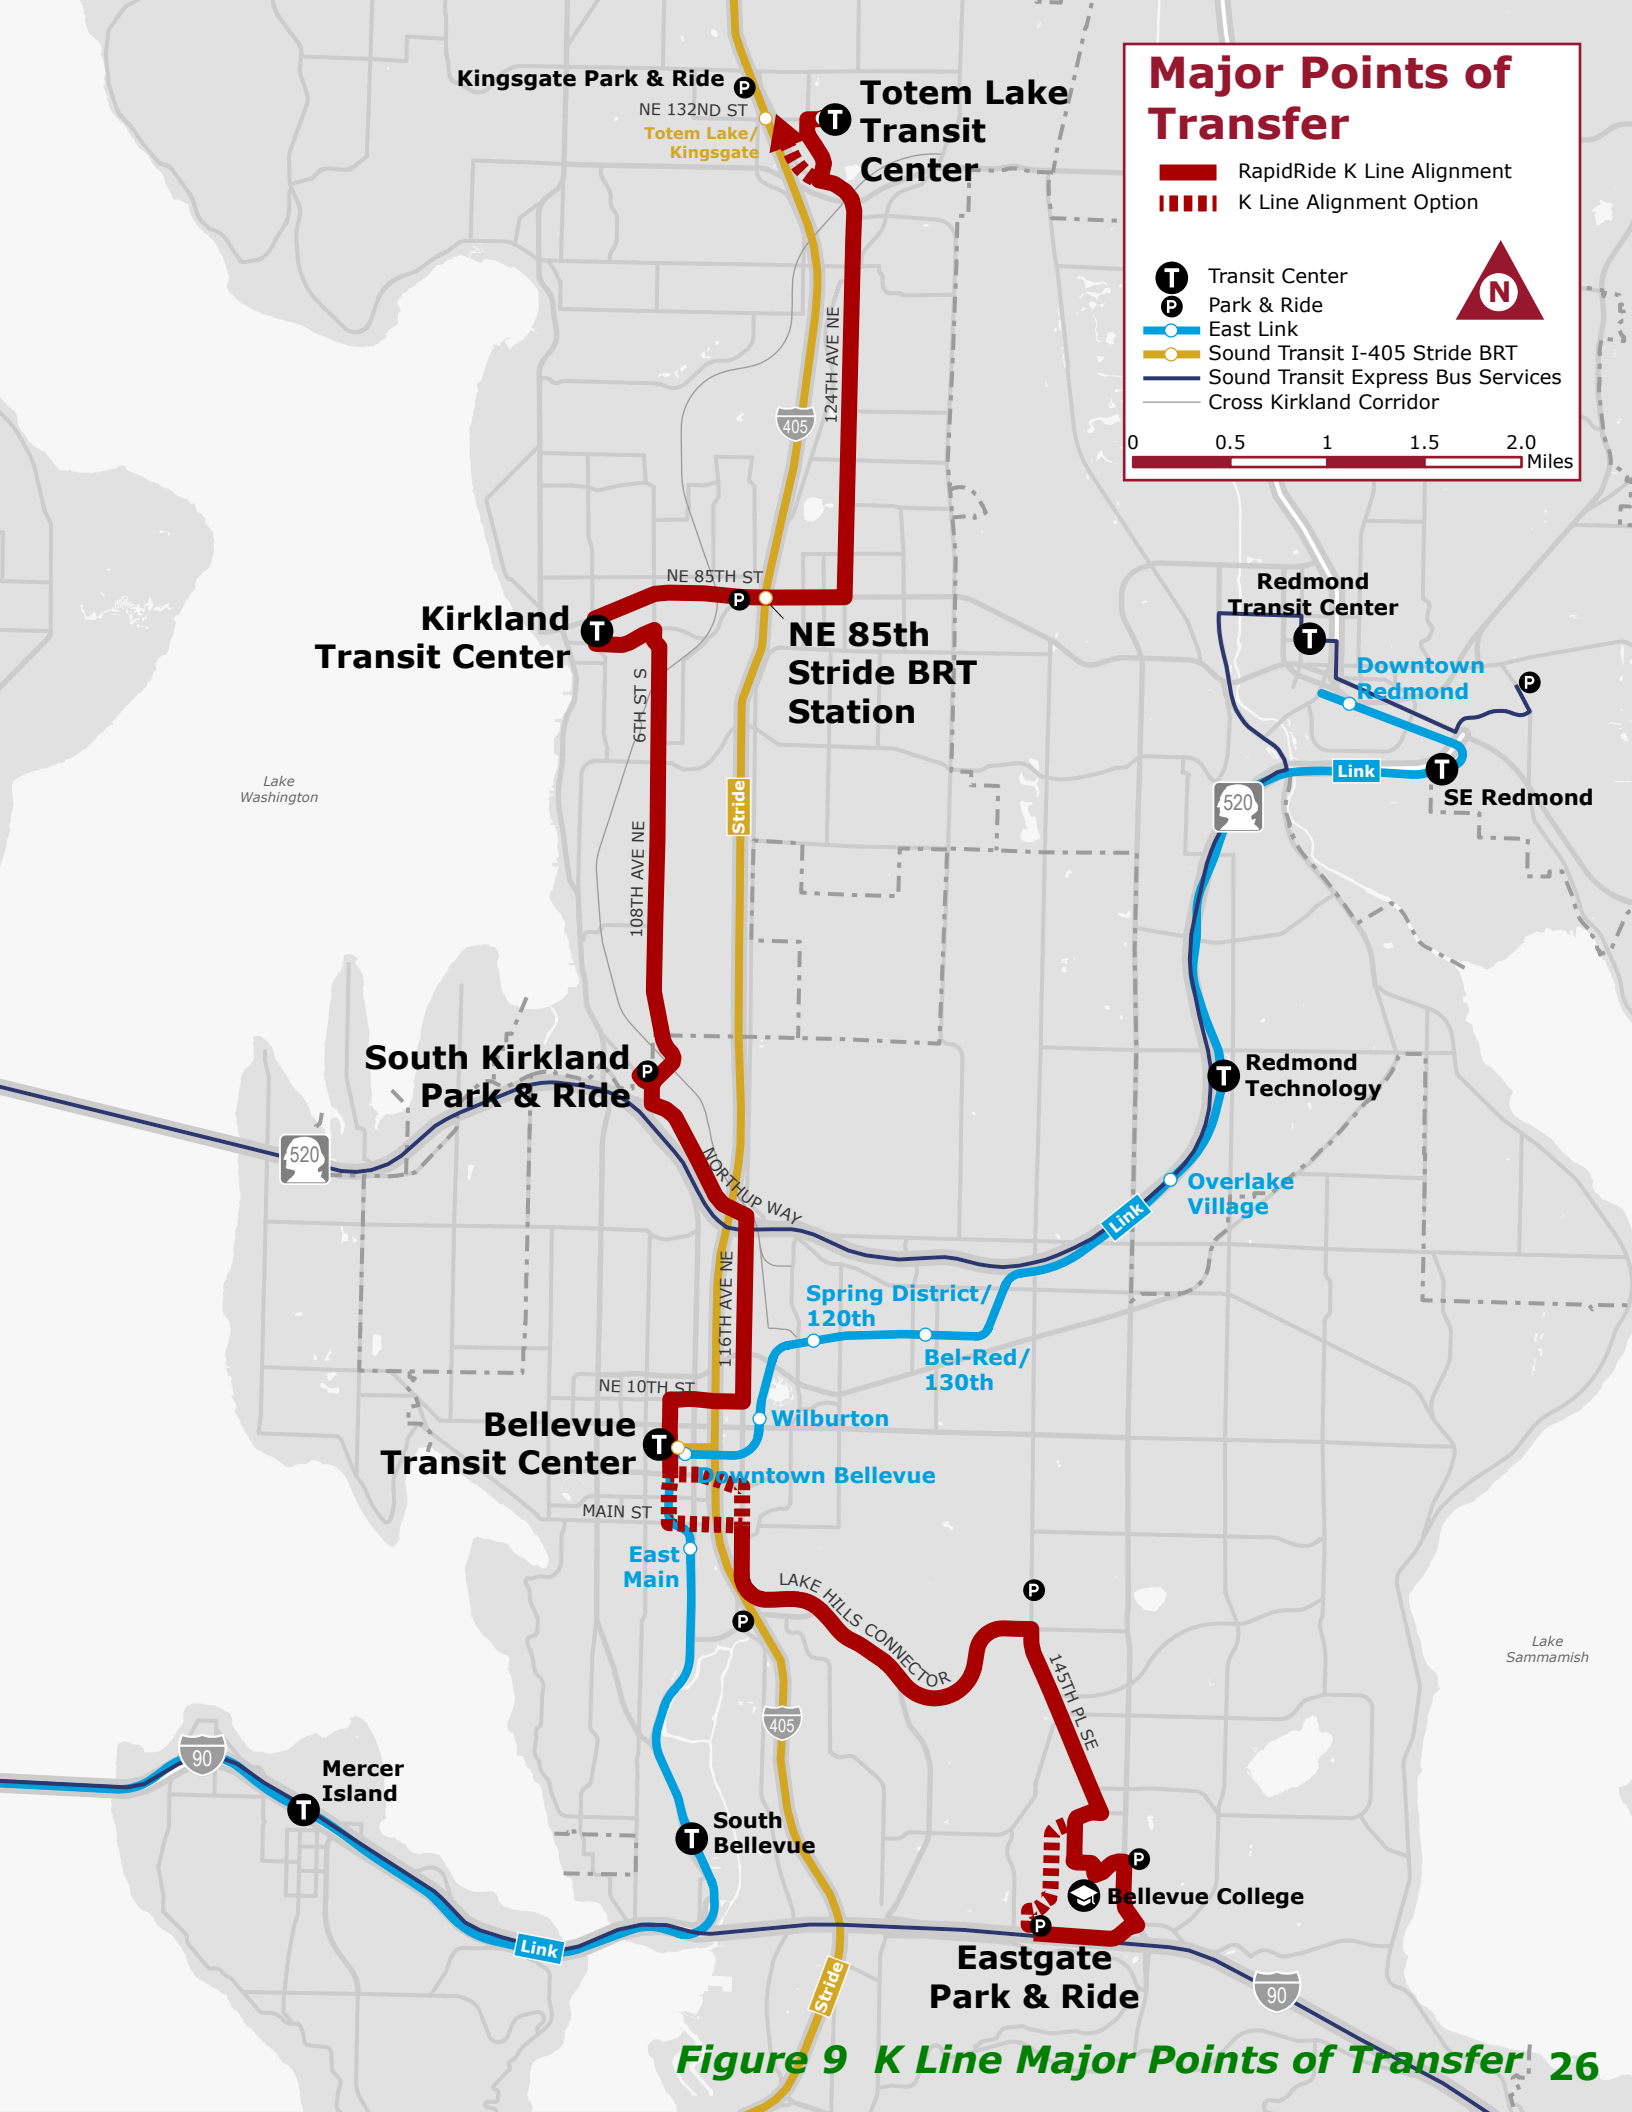 Major Points of
Transfer
RapidRide K Line Alignment
K Line Alignment Option
N
T Transit Center
P Park & Ride
East Link
Sound Transit I-405 Stride BRT
Sound Transit Express Bus Services
Cross Kirkland Corridor
0 0.5 1 1.5 2.0
Miles
Kingsgate Park & Ride P
NE 132ND ST
Totem Lake/
Kingsgate
T
Totem Lake
Transit
Center
124TH AVE NE
405
NE 85TH ST
P
Kirkland
Transit Center
T
NE 85th
Stride BRT
Station
6TH ST S
Redmond
Transit Center
T
Downtown
Redmond
P
Link
T
SE Redmond
520
Lake
Washington
Stride
108TH AVE NE
South Kirkland
Park & Ride
P
520
T
Redmond
Technology
NORTHUP WAY
Overlake
Village
Link
116TH AVE NE
Spring District/
120th
Bel-Red/
130th
NE 10TH ST
Bellevue
Transit Center
T
Wilburton
Downtown Bellevue
MAIN ST
East
Main
P
LAKE HILLS CONNECTOR
P
145TH PL SE
Lake
Sammamish
405
90
Mercer
Island
T
South
Bellevue
T
P
Bellevue College
P
Link
Eastgate
Park & Ride
Stride
90
Figure 9 K Line Major Points of Transfer 26